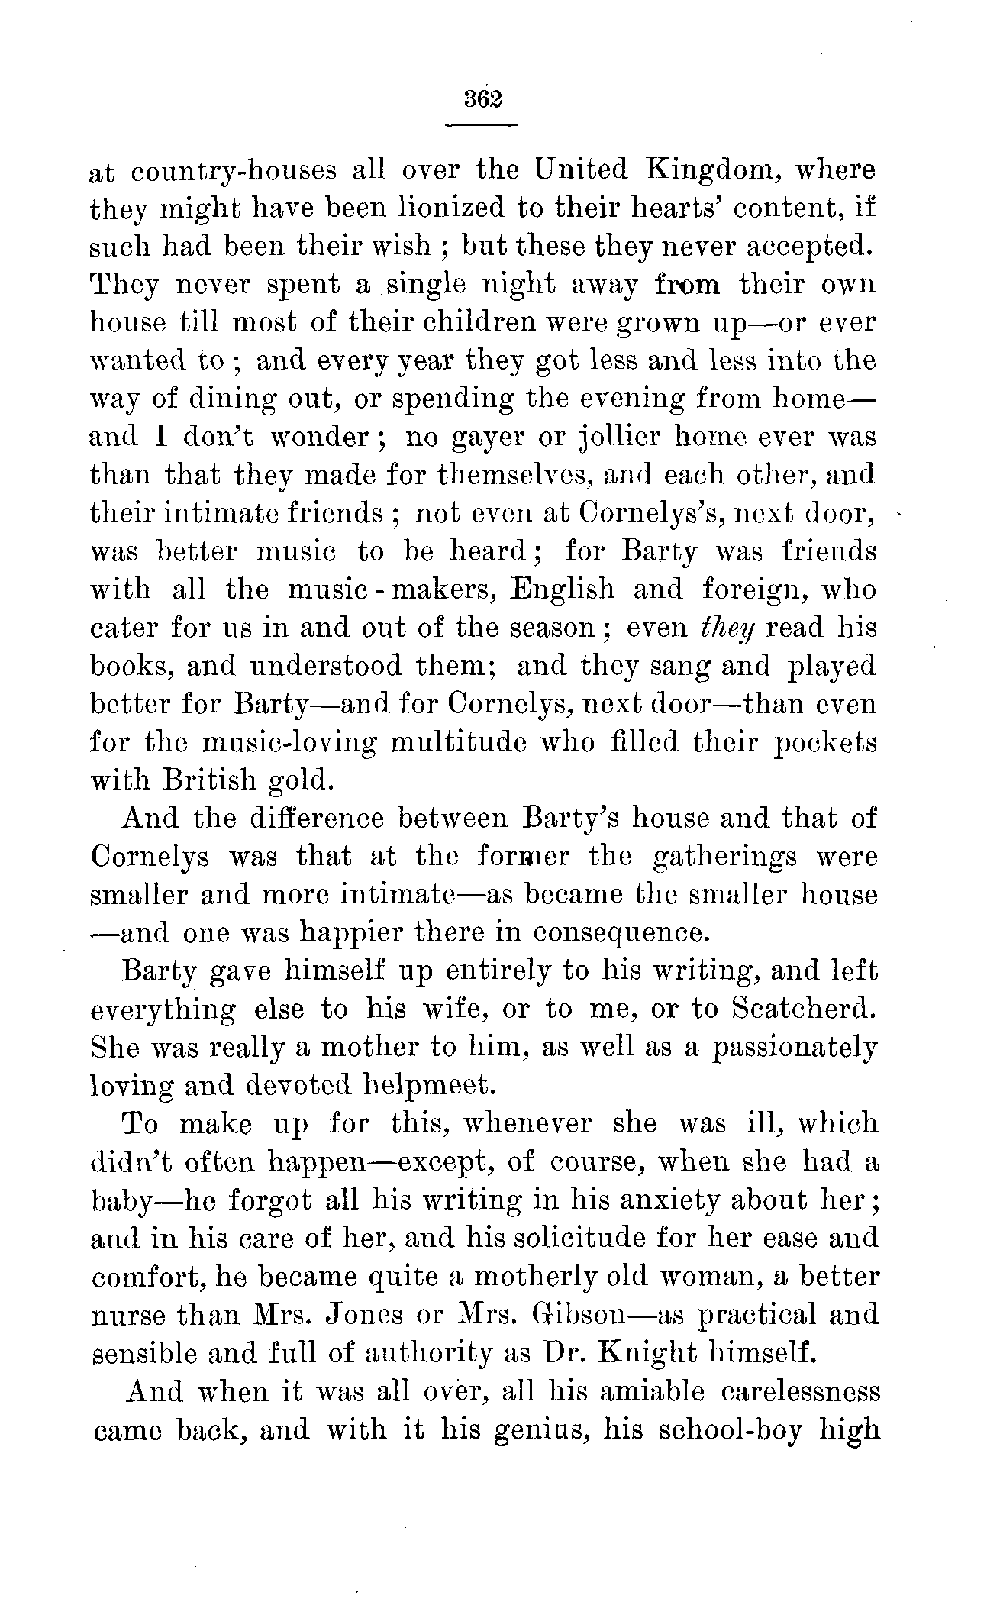 362
at country-houses all over the United Kingdom, where
they might have been lionized to their hearts' content, if
such had been their wish ; but these they never accepted.
They never spent a single night away from their own
house till most of their children were grown up—or ever
wanted to ; and every year they got less and less into the
way of dining out, or spending the evening from home—
and I don't wonder ; no gayer or jollier home ever was
than that they made for themselves, and each other, and
their intimate friends ; not even at Cornelys's, next door,
was better music to be heard ; for Barty was friends
with all the music-makers, English and foreign, who
cater for us in and out of the season ; even they read his
books, and understood them; and they sang and played
better for Barty—and for Cornelys, next door—than even
for the music-loving multitude who filled their pockets
with British gold.
And the difference between Barty's house and that of
Cornelys was that at the former the gatherings were
smaller and more intimate—as became the smaller house
—and one was happier there in consequence.
Barty gave himself up entirely to his writing, and left
everything else to his wife, or to me, or to Scatcherd.
She was really a mother to him, as well as a passionately
loving and devoted helpmeet.
To make up for this, whenever she was ill, which
didn't often happen—except, of course, when she had a
baby—he forgot all his writing in his anxiety about her ;
and in his care of her, and his solicitude for her ease and
comfort, he became quite a motherly old woman, a better
nurse than Mrs. Jones or Mrs. Gibson—as practical and
sensible and full of authority as Dr. Knight himself.
And when it was all over, all his amiable carelessness
came back, and with it his genius, his school-boy high